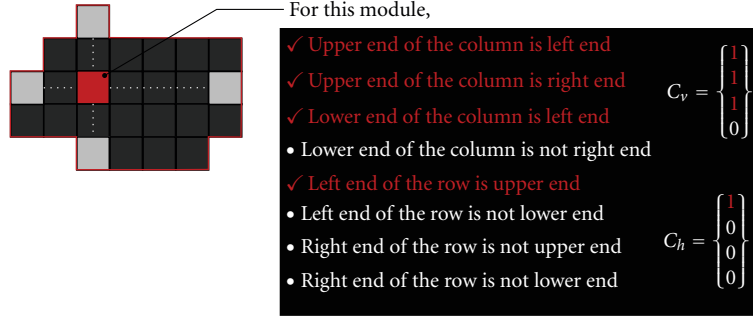 For this module,
✓ Upper end of the column is left end
✓ Upper end of the column is right end
✓ Lower end of the column is left end
• Lower end of the column is not right end
✓ Left end of the row is upper end
• Left end of the row is not lower end
• Right end of the row is not upper end
• Right end of the row is not lower end
C_v = {1 1 1 0}
C_h = {1 0 0 0}